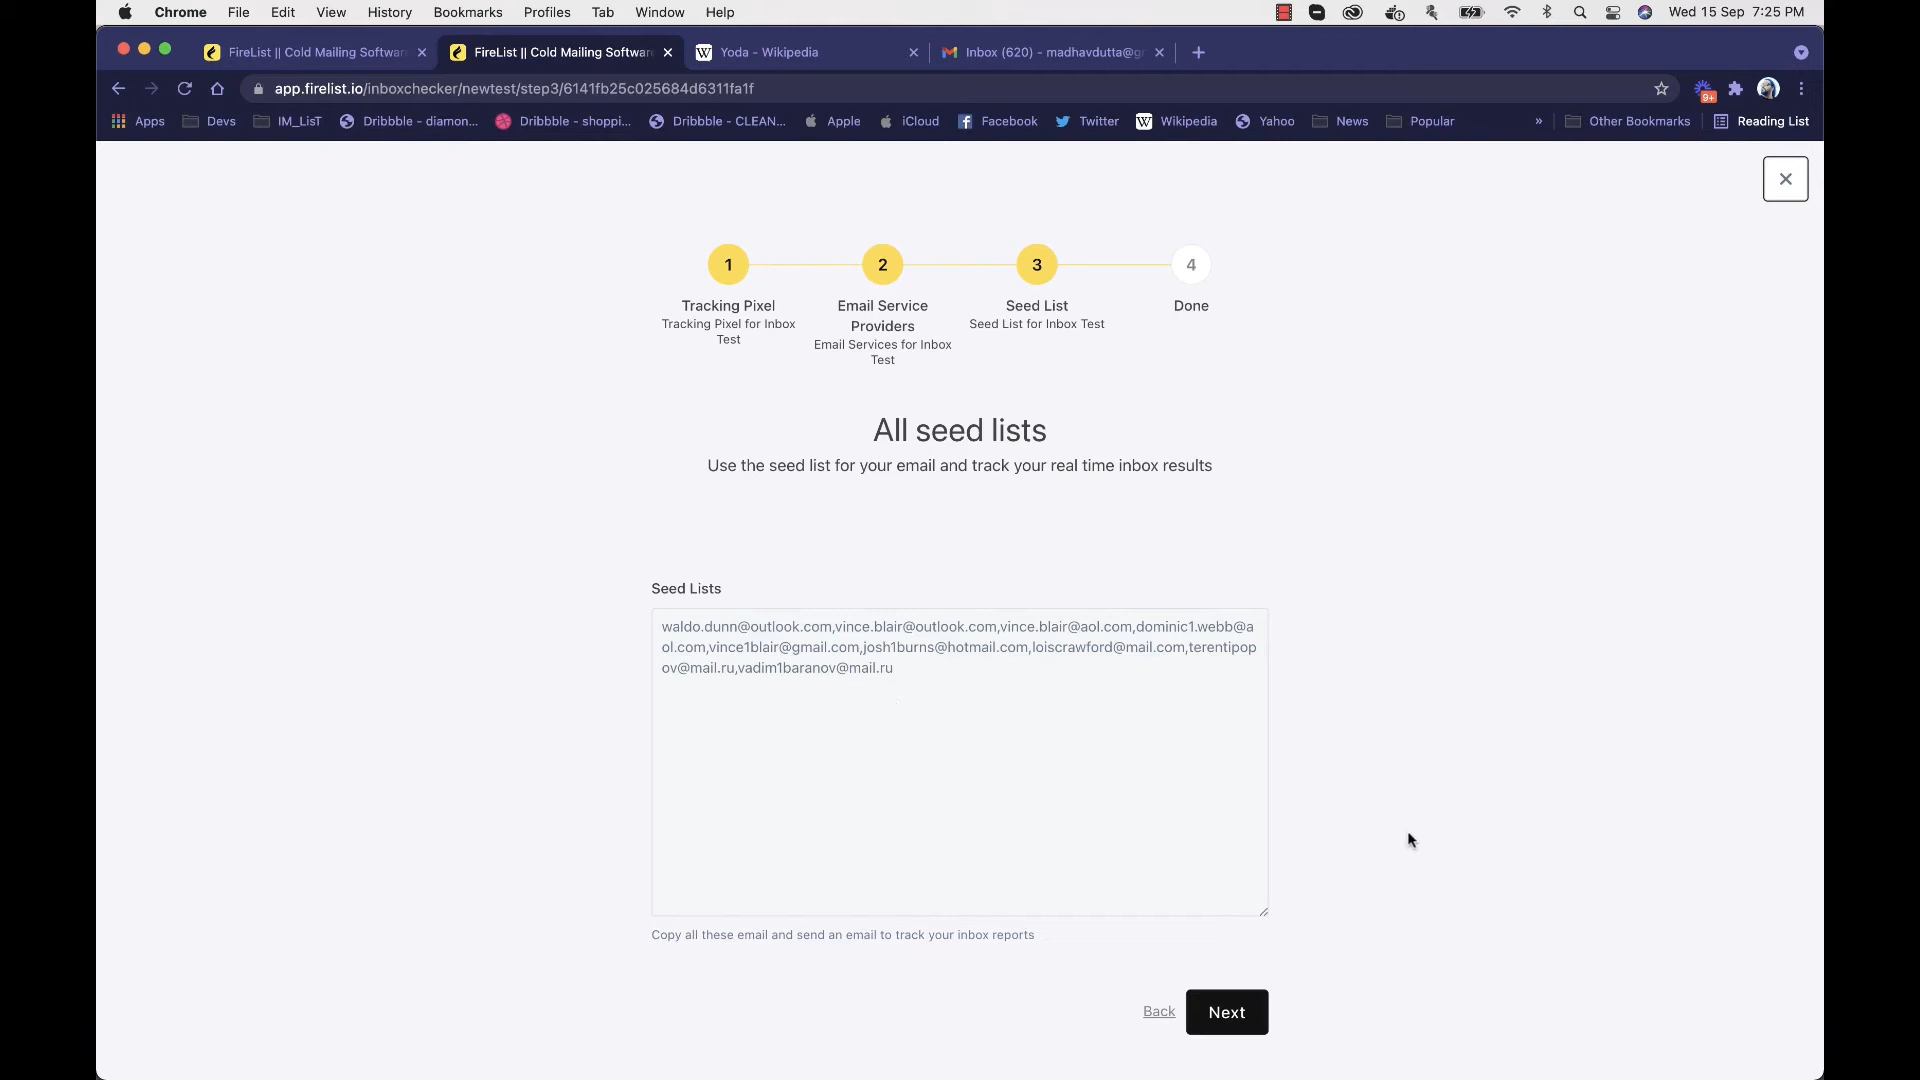 Chrome File Edit View History Bookmarks Profiles Tab Window Help Wed 15 Sep 7:25 PM
FireList || Cold Mailing Software FireList || Cold Mailing Software Yoda - Wikipedia Inbox (620) - madhavdutta@g
app.firelist.io/inboxchecker/newtest/step3/6141fb25c025684d6311fa1f 9+
Apps Devs IM_LisT Dribbble - diamon... Dribbble - shoppi... Dribbble - CLEAN... Apple iCloud Facebook Twitter Wikipedia Yahoo News Popular » Other Bookmarks Reading List
1 2 3 4
Tracking Pixel Email Service Seed List Done
Tracking Pixel for Inbox Providers Seed List for Inbox Test
Test Email Services for Inbox
Test
All seed lists
Use the seed list for your email and track your real time inbox results
Seed Lists
waldo.dunn@outlook.com,vince.blair@outlook.com,vince.blair@aol.com,dominic1.webb@a
ol.com,vince1blair@gmail.com,josh1burns@hotmail.com,loiscrawford@mail.com,terentipop
ov@mail.ru,vadim1baranov@mail.ru
Copy all these email and send an email to track your inbox reports
Back Next